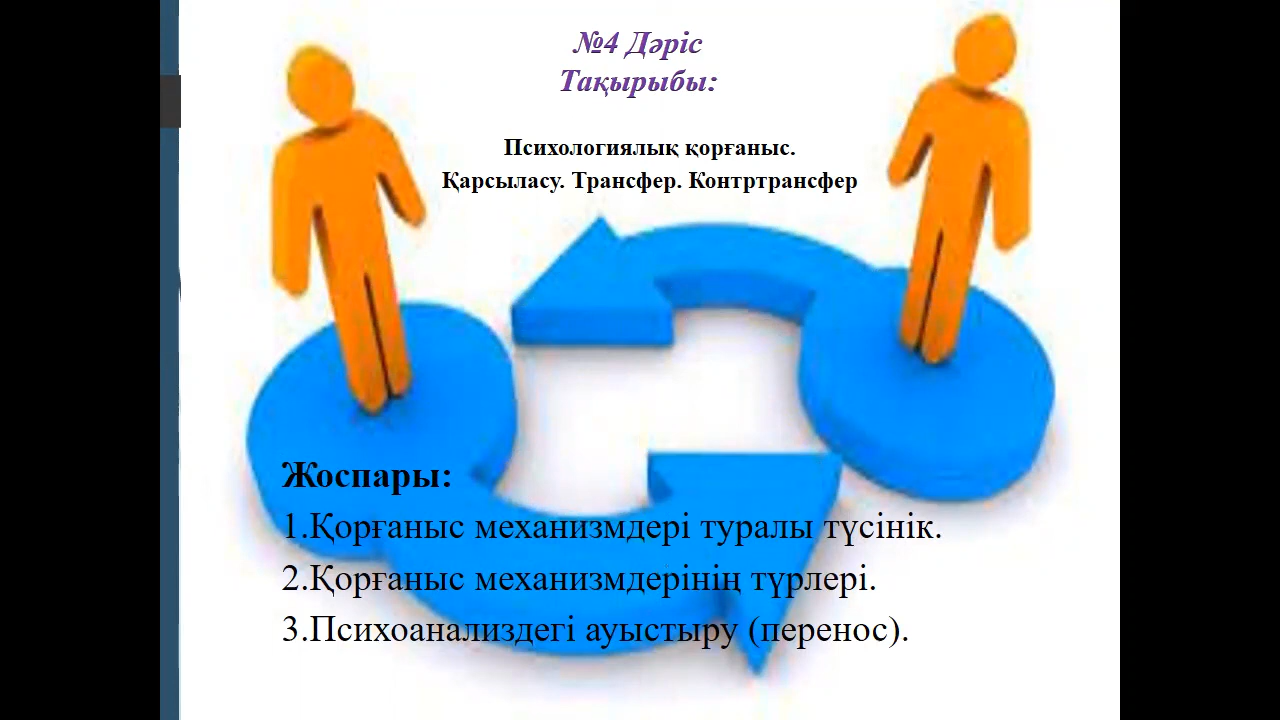 №4 Дәріс
Тақырыбы:
Психологиялық қорғаныс.
Қарсыласу. Трансфер. Контртрансфер
Жоспары:
1.Қорғаныс механизмдері туралы түсінік.
2.Қорғаныс механизмдерінің түрлері.
3.Психоанализдегі ауыстыру (перенос).